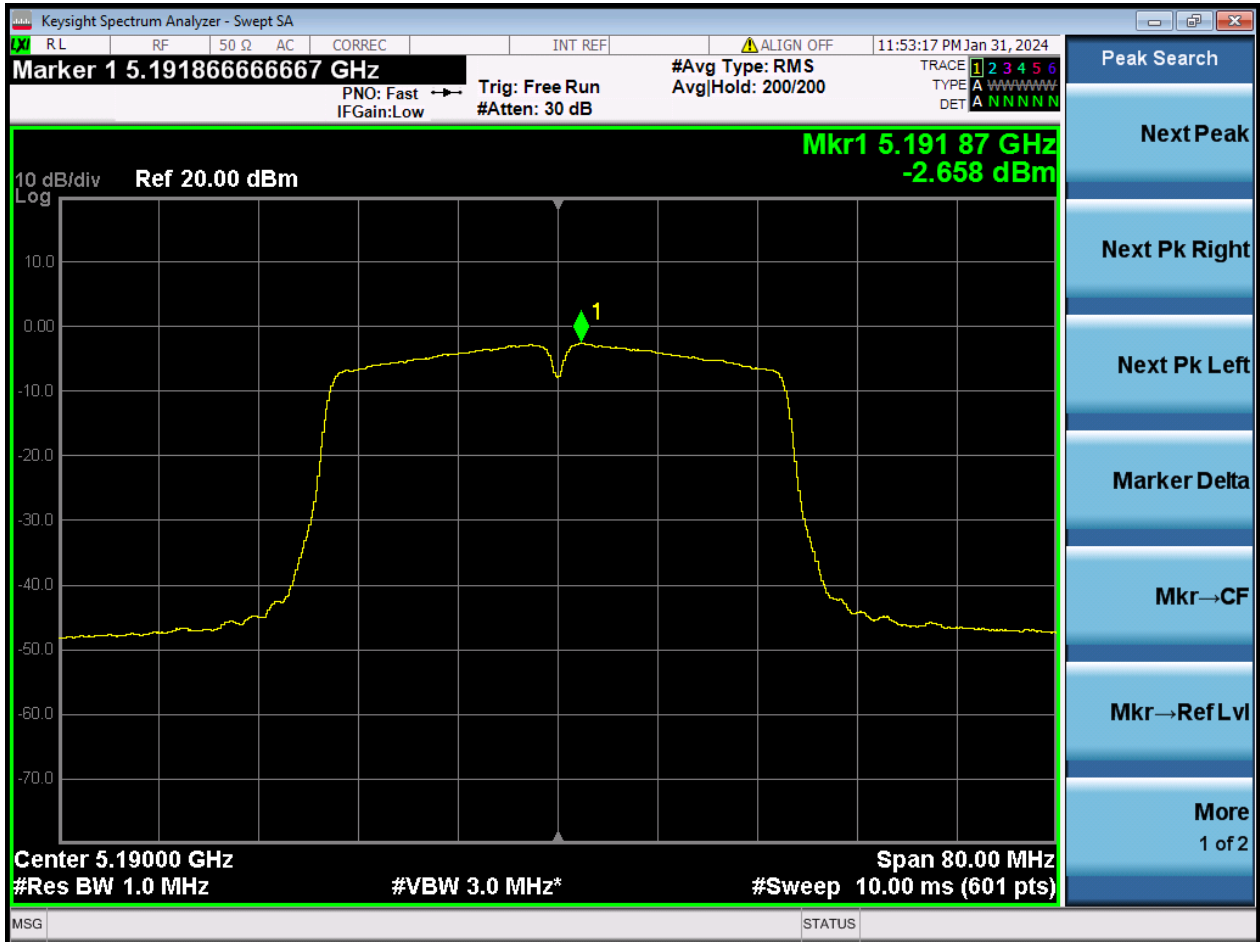 Keysight Spectrum Analyzer - Swept SA
LXI RL RF 50 Ω AC CORREC INT REF ALIGN OFF 11:53:17 PM Jan 31, 2024
Marker 1 5.191866666667 GHz
PNO: Fast
IFGain:Low
Trig: Free Run
#Atten: 30 dB
#Avg Type: RMS
Avg|Hold: 200/200
TRACE 1 2 3 4 5 6
TYPE A WWWWW
DET A N N N N N
Mkr1 5.191 87 GHz
-2.658 dBm
10 dB/div Ref 20.00 dBm
Log
10.0
0.00
-10.0
-20.0
-30.0
-40.0
-50.0
-60.0
-70.0
1
Center 5.19000 GHz Span 80.00 MHz
#Res BW 1.0 MHz #VBW 3.0 MHz* #Sweep 10.00 ms (601 pts)
MSG STATUS
Peak Search
Next Peak
Next Pk Right
Next Pk Left
Marker Delta
Mkr→CF
Mkr→Ref Lvl
More
1 of 2